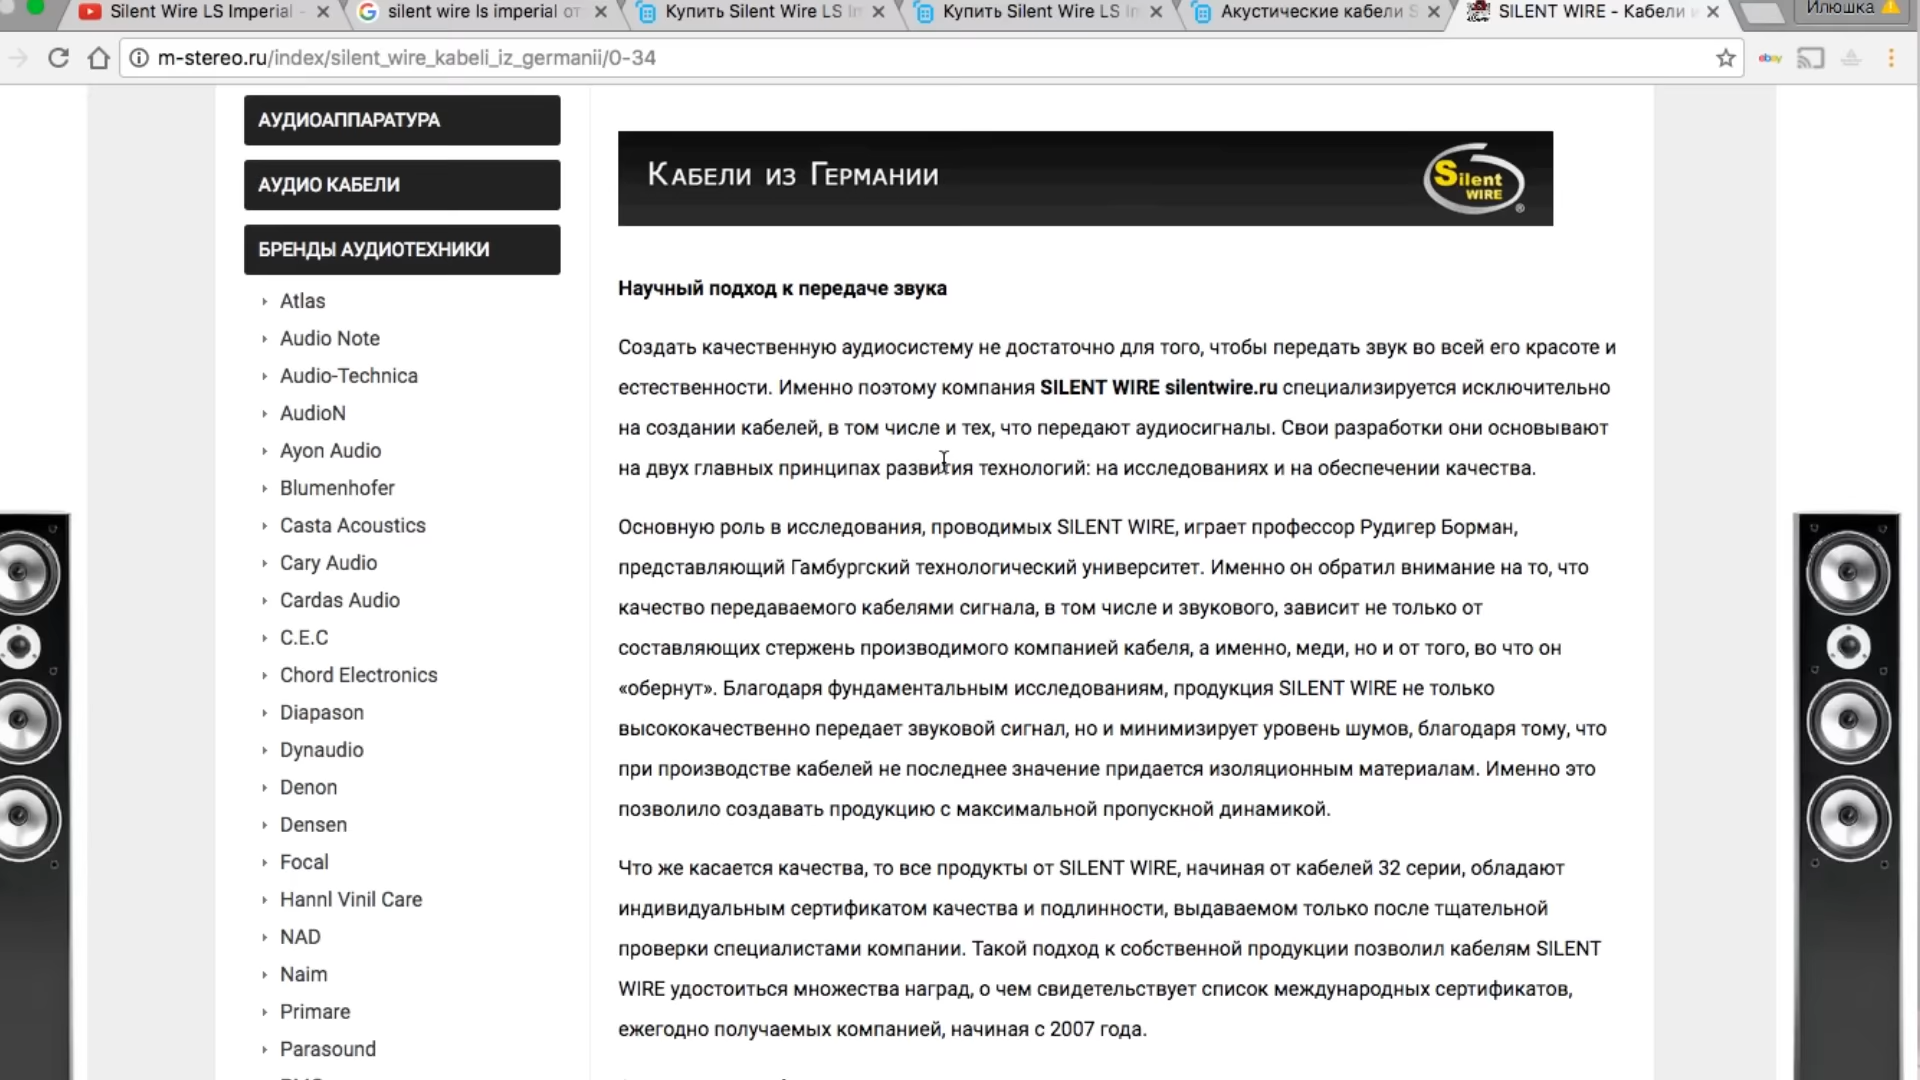 Silent Wire LS Imperial
silent wire ls imperial от
Купить Silent Wire LS Im
Купить Silent Wire LS Im
Акустические кабели S
SILENT WIRE - Кабели и
Илюшка
m-stereo.ru/index/silent_wire_kabeli_iz_germanii/0-34
ebay
АУДИОАППАРАТУРА
АУДИО КАБЕЛИ
БРЕНДЫ АУДИОТЕХНИКИ
Atlas
Audio Note
Audio-Technica
AudioN
Ayon Audio
Blumenhofer
Casta Acoustics
Cary Audio
Cardas Audio
C.E.C
Chord Electronics
Diapason
Dynaudio
Denon
Densen
Focal
Hannl Vinil Care
NAD
Naim
Primare
Parasound
Кабели из Германии
Silent
WIRE
®
Научный подход к передаче звука
Создать качественную аудиосистему не достаточно для того, чтобы передать звук во всей его красоте и
естественности. Именно поэтому компания SILENT WIRE silentwire.ru специализируется исключительно
на создании кабелей, в том числе и тех, что передают аудиосигналы. Свои разработки они основывают
на двух главных принципах развития технологий: на исследованиях и на обеспечении качества.
Основную роль в исследования, проводимых SILENT WIRE, играет профессор Рудигер Борман,
представляющий Гамбургский технологический университет. Именно он обратил внимание на то, что
качество передаваемого кабелями сигнала, в том числе и звукового, зависит не только от
составляющих стержень производимого компанией кабеля, а именно, меди, но и от того, во что он
«обернут». Благодаря фундаментальным исследованиям, продукция SILENT WIRE не только
высококачественно передает звуковой сигнал, но и минимизирует уровень шумов, благодаря тому, что
при производстве кабелей не последнее значение придается изоляционным материалам. Именно это
позволило создавать продукцию с максимальной пропускной динамикой.
Что же касается качества, то все продукты от SILENT WIRE, начиная от кабелей 32 серии, обладают
индивидуальным сертификатом качества и подлинности, выдаваемом только после тщательной
проверки специалистами компании. Такой подход к собственной продукции позволил кабелям SILENT
WIRE удостоиться множества наград, о чем свидетельствует список международных сертификатов,
ежегодно получаемых компанией, начиная с 2007 года.